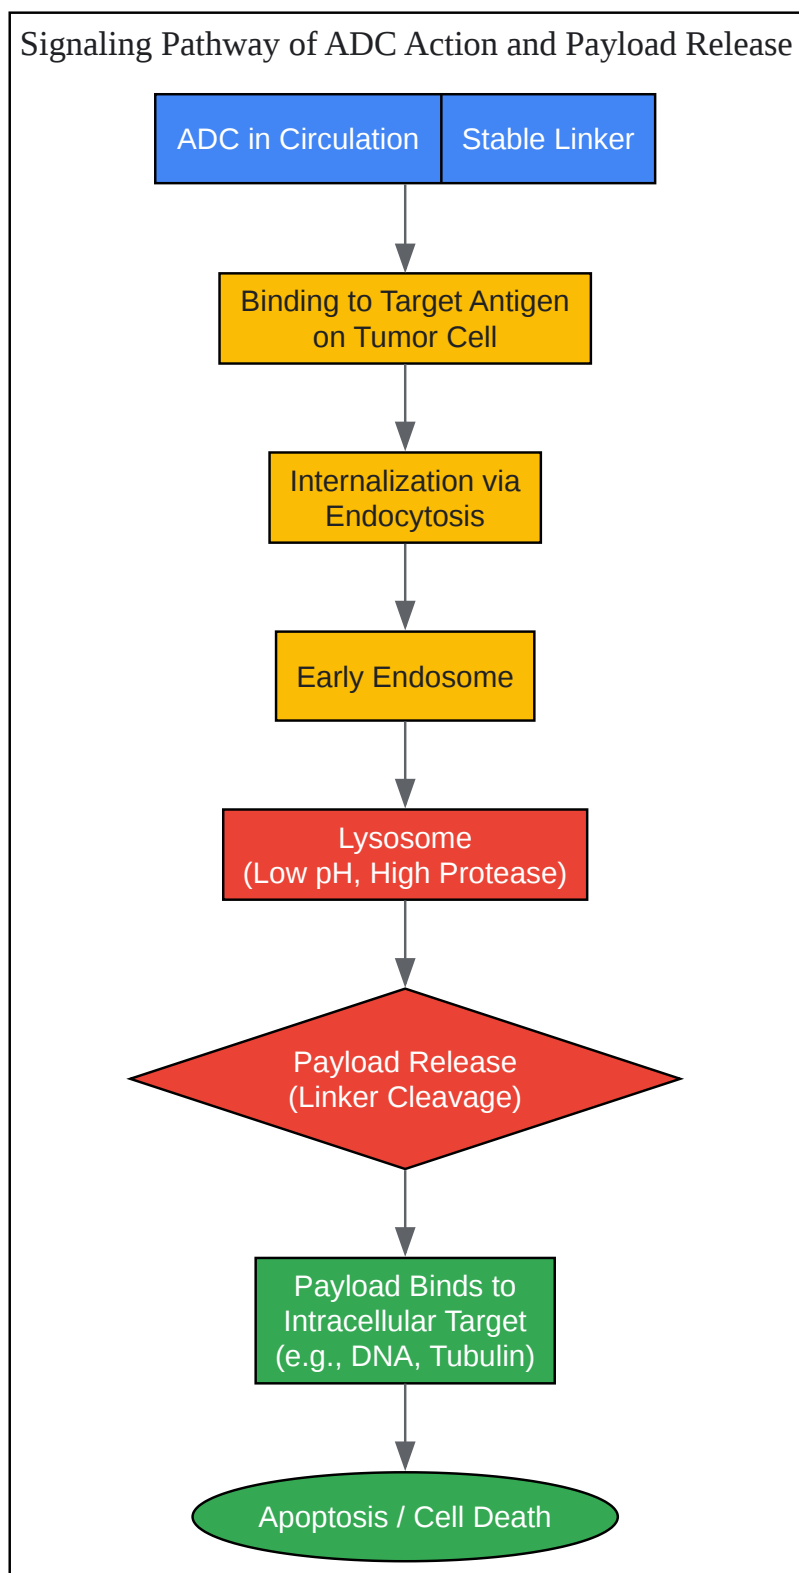 Signaling Pathway of ADC Action and Payload Release
ADC in Circulation
Stable Linker
Binding to Target Antigen
on Tumor Cell
Internalization via
Endocytosis
Early Endosome
Lysosome
(Low pH, High Protease)
Payload Release
(Linker Cleavage)
Payload Binds to
Intracellular Target
(e.g., DNA, Tubulin)
Apoptosis / Cell Death